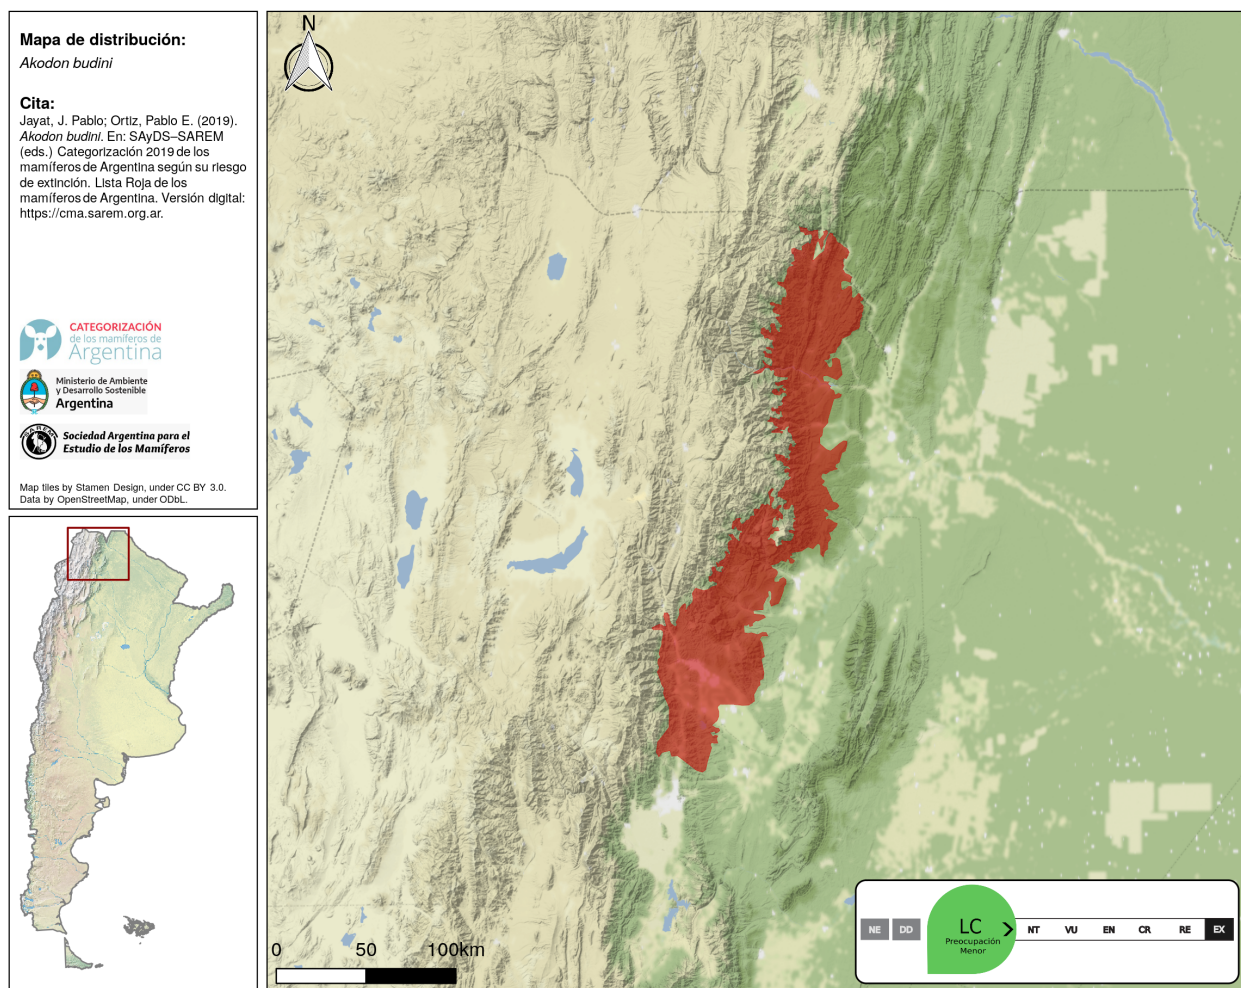 Mapa de distribución:
Akodon budini
Cita:
Jayat, J. Pablo; Ortiz, Pablo E. (2019).
Akodon budini. En: SAyDS–SAREM
(eds.) Categorización 2019 de los
mamíferos de Argentina según su riesgo
de extinción. Lista Roja de los
mamíferos de Argentina. Versión digital:
https://cma.sarem.org.ar.
CATEGORIZACIÓN
de los mamíferos de
Argentina
Ministerio de Ambiente
y Desarrollo Sostenible
Argentina
SAREM
Sociedad Argentina para el
Estudio de los Mamíferos
Map tiles by Stamen Design, under CC BY 3.0.
Data by OpenStreetMap, under ODbL.
N
0 50 100km
NE DD LC NT VU EN CR RE EX
Preocupación
Menor